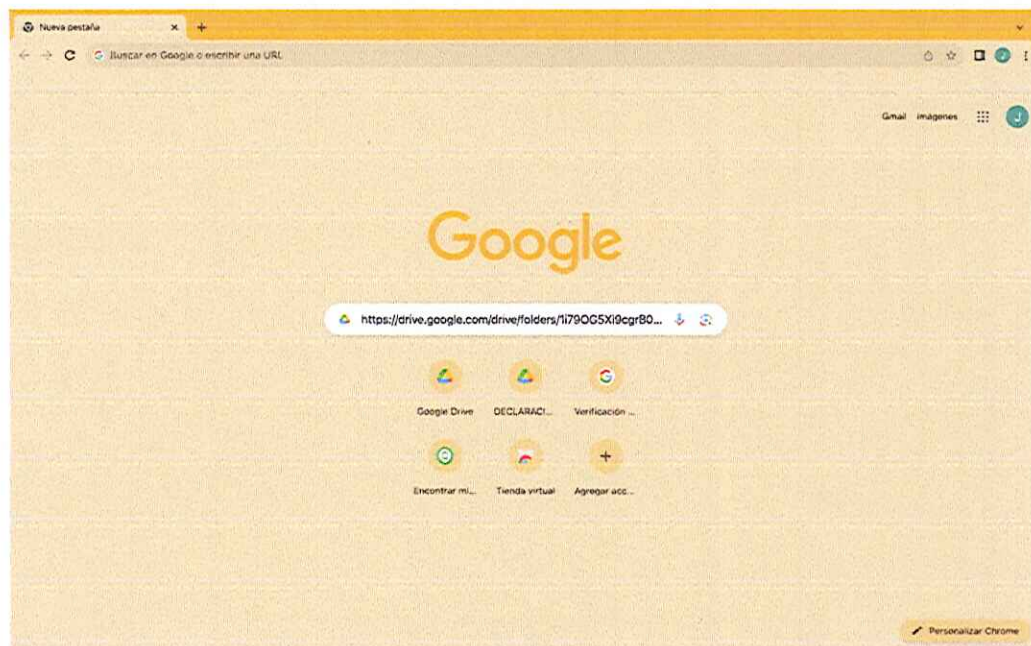 Nueva pestaña
Buscar en Google o escribir una URL
J
Gmail Imágenes J
Google
https://drive.google.com/drive/folders/1i79OG5Xi9cgrB0...
Google Drive DECLARACI... Verificación ...
Encontrar mi... Tienda virtual Agregar acc...
Personalizar Chrome